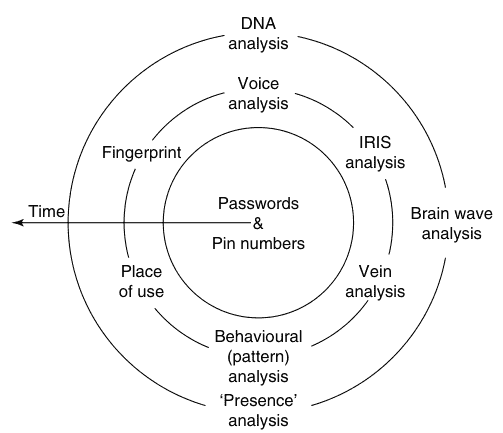 DNA
analysis
Voice
analysis
Fingerprint
IRIS
analysis
Time
Passwords
&
Pin numbers
Brain wave
analysis
Place
of use
Vein
analysis
Behavioural
(pattern)
analysis
‘Presence’
analysis